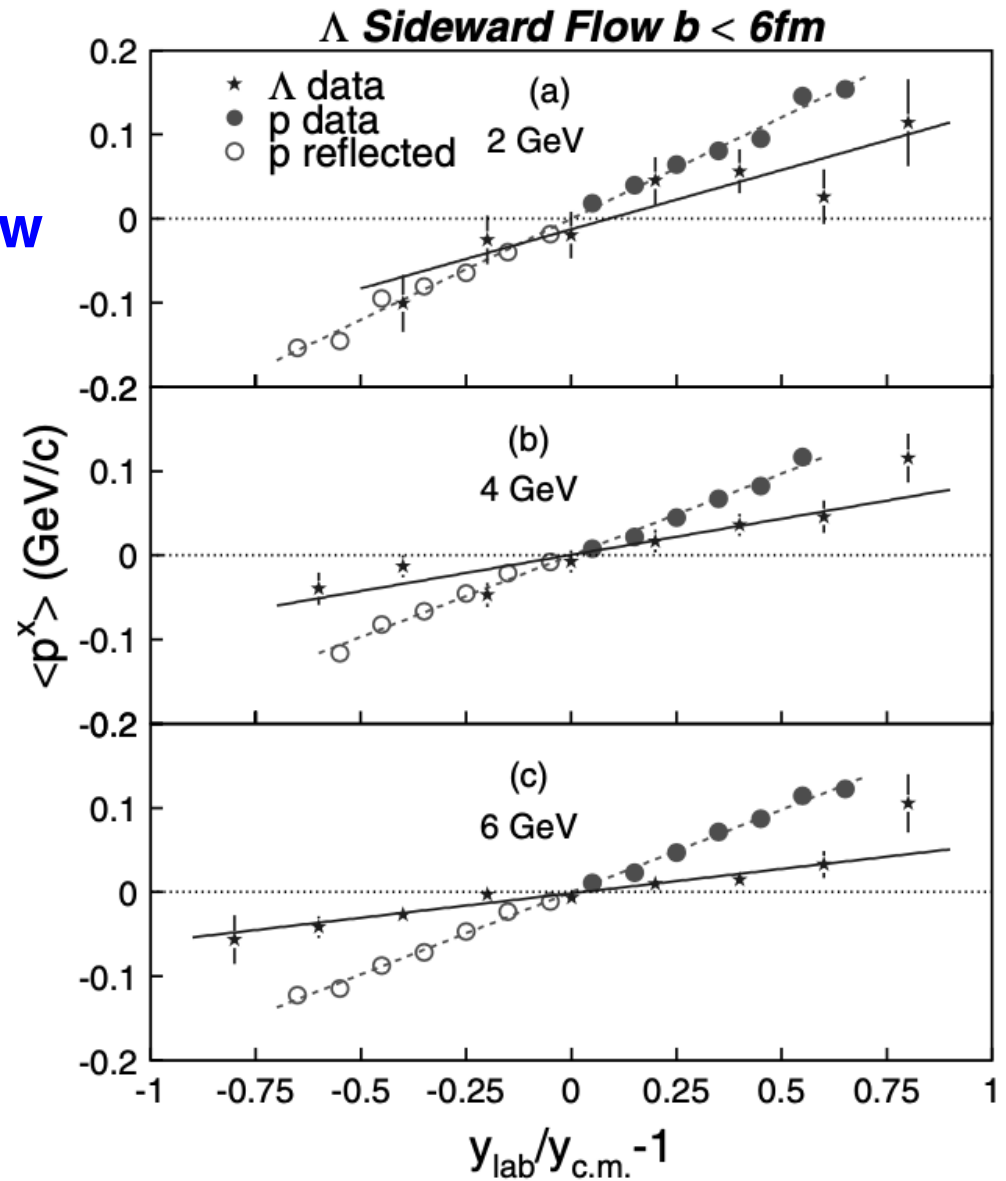 Λ Sideward Flow b < 6fm
w
<pˣ> (GeV/c)
0.2
0.1
0
-0.1
-0.2
Λ data
p data
p reflected
(a)
2 GeV
0.1
0
-0.1
-0.2
(b)
4 GeV
0.1
0
-0.1
-0.2
(c)
6 GeV
-1 -0.75 -0.5 -0.25 0 0.25 0.5 0.75 1
y_lab/y_c.m.-1